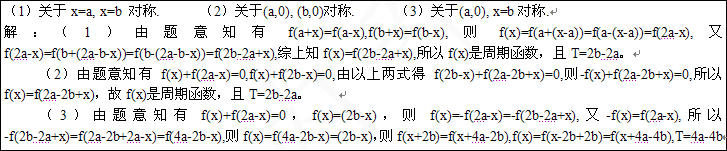 (1) 关于 x=a, x=b 对称. (2) 关于(a,0), (b,0)对称. (3) 关于(a,0), x=b 对称.
解：(1) 由题意知有 f(a+x)=f(a-x),f(b+x)=f(b-x), 则 f(x)=f(a+(x-a))=f(a-(x-a))=f(2a-x), 又
f(2a-x)=f(b+(2a-b-x))=f(b-(2a-b-x))=f(2b-2a+x),综上知 f(x)=f(2b-2a+x),所以 f(x)是周期函数，且 T=2b-2a。
(2) 由题意知有 f(x)+f(2a-x)=0,f(x)+f(2b-x)=0,由以上两式得 f(2b-x)+f(2a-2b+x)=0,则-f(x)+f(2a-2b+x)=0,所以
f(x)=f(2a-2b+x)，故 f(x)是周期函数，且 T=2b-2a。
(3) 由题意知有 f(x)+f(2a-x)=0，f(x)=(2b-x)，则 f(x)=-f(2a-x)=-f(2b-2a+x),又-f(x)=f(2a-x),所以
-f(2b-2a+x)=f(2a-2b+2a-x)=f(4a-2b-x),则 f(x)=f(4a-2b-x)=(2b-x)，则 f(x+2b)=f(x+4a-2b),f(x)=f(x-2b+2b)=f(x+4a-4b),T=4a-4b